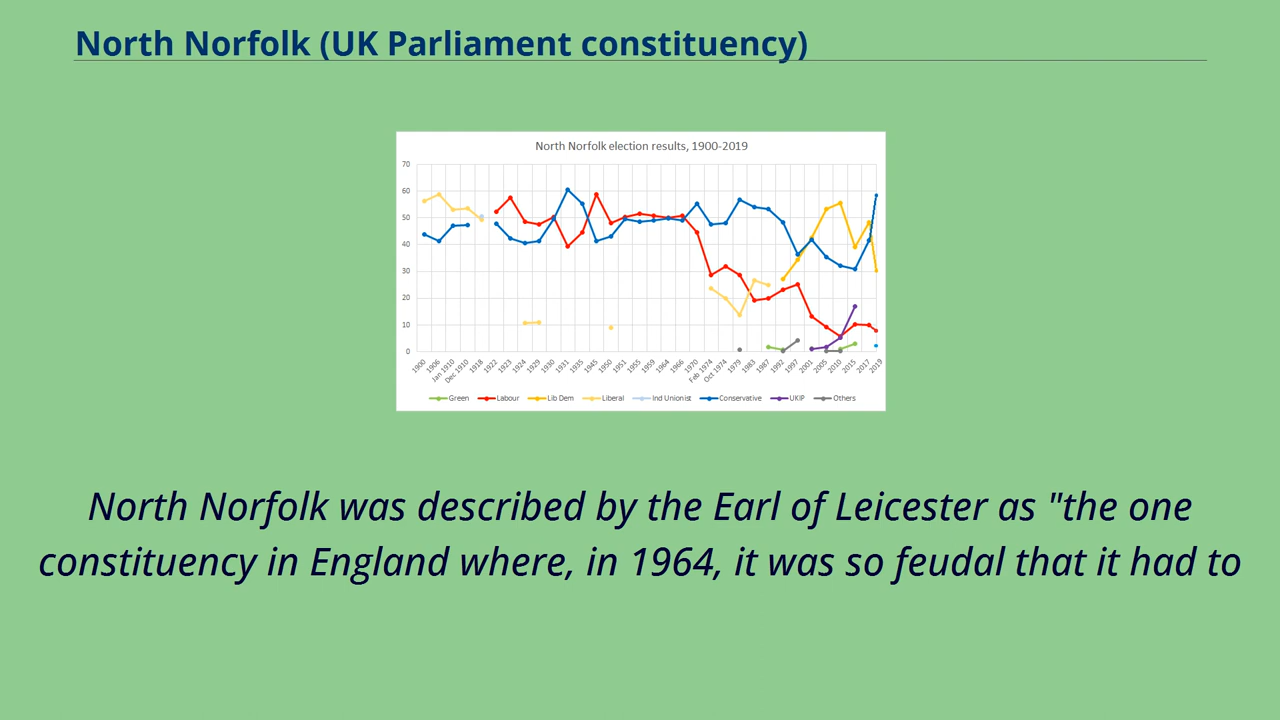 North Norfolk (UK Parliament constituency)
North Norfolk election results, 1900-2019
70
60
50
40
30
20
10
0
1900 1906 Jan 1910 Dec 1910 1918 1922 1923 1924 1929 1930 1931 1935 1945 1950 1951 1955 1959 1964 1966 1970 Feb 1974 Oct 1974 1979 1983 1987 1992 1997 2001 2005 2010 2015 2017 2019
Green Labour Lib Dem Liberal Ind Unionist Conservative UKIP Others
North Norfolk was described by the Earl of Leicester as "the one
constituency in England where, in 1964, it was so feudal that it had to